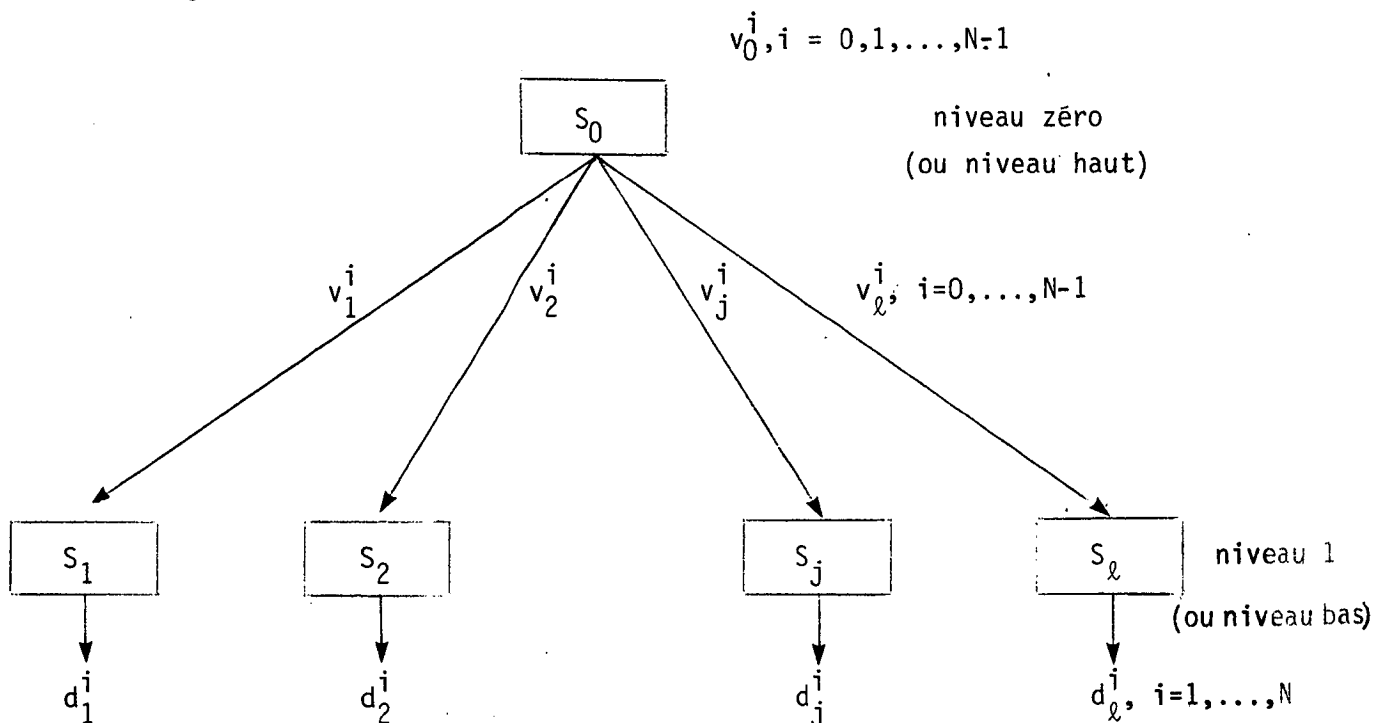 v_0^i, i = 0,1,...,N-1
S_0
niveau zéro
(ou niveau haut)
v_1^i
v_2^i
v_j^i
v_ℓ^i, i=0,...,N-1
S_1
S_2
S_j
S_ℓ
niveau 1
(ou niveau bas)
d_1^i
d_2^i
d_j^i
d_ℓ^i, i=1,...,N